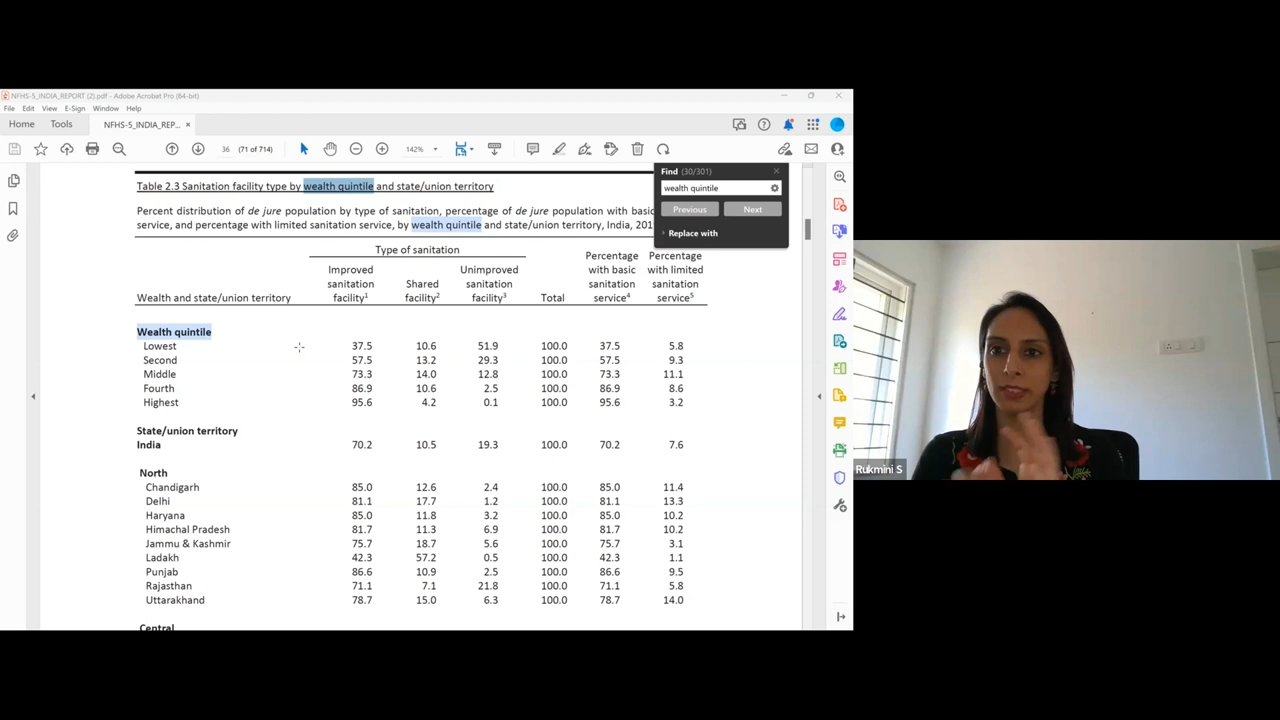 NFHS-5_INDIA_REPORT (2).pdf - Adobe Acrobat Pro (64-bit)
File Edit View E-Sign Window Help
Home Tools NFHS-5_INDIA_REP... ×
36 (71 of 714) 142%
Find (30/301)
wealth quintile
Previous Next
Replace with
Table 2.3 Sanitation facility type by wealth quintile and state/union territory
Percent distribution of de jure population by type of sanitation, percentage of de jure population with basic
service, and percentage with limited sanitation service, by wealth quintile and state/union territory, India, 201
Type of sanitation
Wealth and state/union territory
Improved sanitation facility1
Shared facility2
Unimproved sanitation facility3
Total
Percentage with basic sanitation service4
Percentage with limited sanitation service5
Wealth quintile
Lowest 37.5 10.6 51.9 100.0 37.5 5.8
Second 57.5 13.2 29.3 100.0 57.5 9.3
Middle 73.3 14.0 12.8 100.0 73.3 11.1
Fourth 86.9 10.6 2.5 100.0 86.9 8.6
Highest 95.6 4.2 0.1 100.0 95.6 3.2
State/union territory
India 70.2 10.5 19.3 100.0 70.2 7.6
North
Chandigarh 85.0 12.6 2.4 100.0 85.0 11.4
Delhi 81.1 17.7 1.2 100.0 81.1 13.3
Haryana 85.0 11.8 3.2 100.0 85.0 10.2
Himachal Pradesh 81.7 11.3 6.9 100.0 81.7 10.2
Jammu & Kashmir 75.7 18.7 5.6 100.0 75.7 3.1
Ladakh 42.3 57.2 0.5 100.0 42.3 1.1
Punjab 86.6 10.9 2.5 100.0 86.6 9.5
Rajasthan 71.1 7.1 21.8 100.0 71.1 5.8
Uttarakhand 78.7 15.0 6.3 100.0 78.7 14.0
Central
Rukmini S